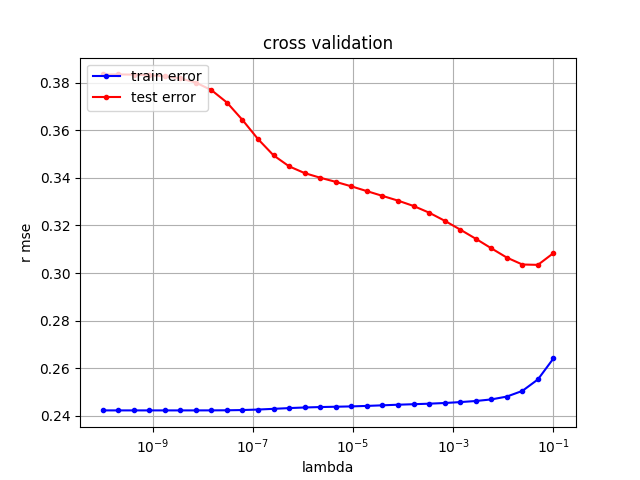 cross validation
train error
test error
r mse
0.38
0.36
0.34
0.32
0.30
0.28
0.26
0.24
10⁻⁹
10⁻⁷
10⁻⁵
10⁻³
10⁻¹
lambda